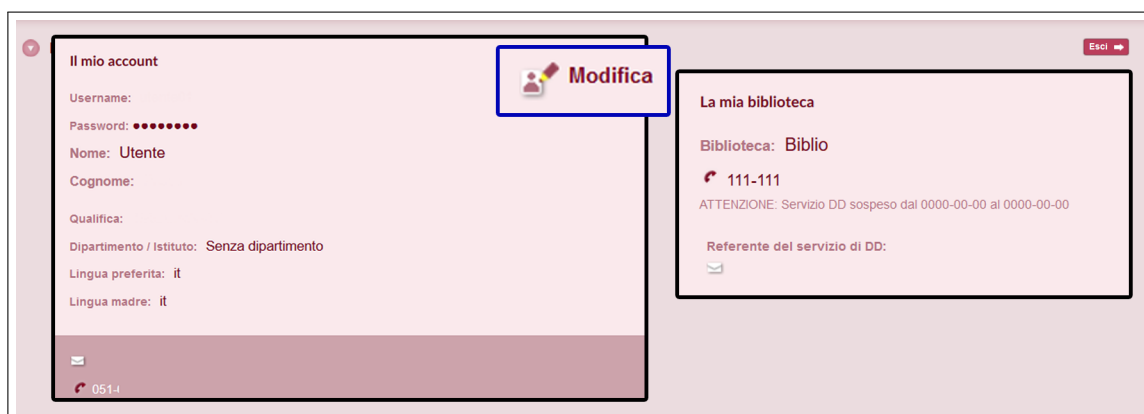 Esci
Il mio account
Modifica
Username:
Password: ●●●●●●●●
Nome: Utente
Cognome:
Qualifica:
Dipartimento / Istituto: Senza dipartimento
Lingua preferita: it
Lingua madre: it
051-
La mia biblioteca
Biblioteca: Biblio
111-111
ATTENZIONE: Servizio DD sospeso dal 0000-00-00 al 0000-00-00
Referente del servizio di DD: